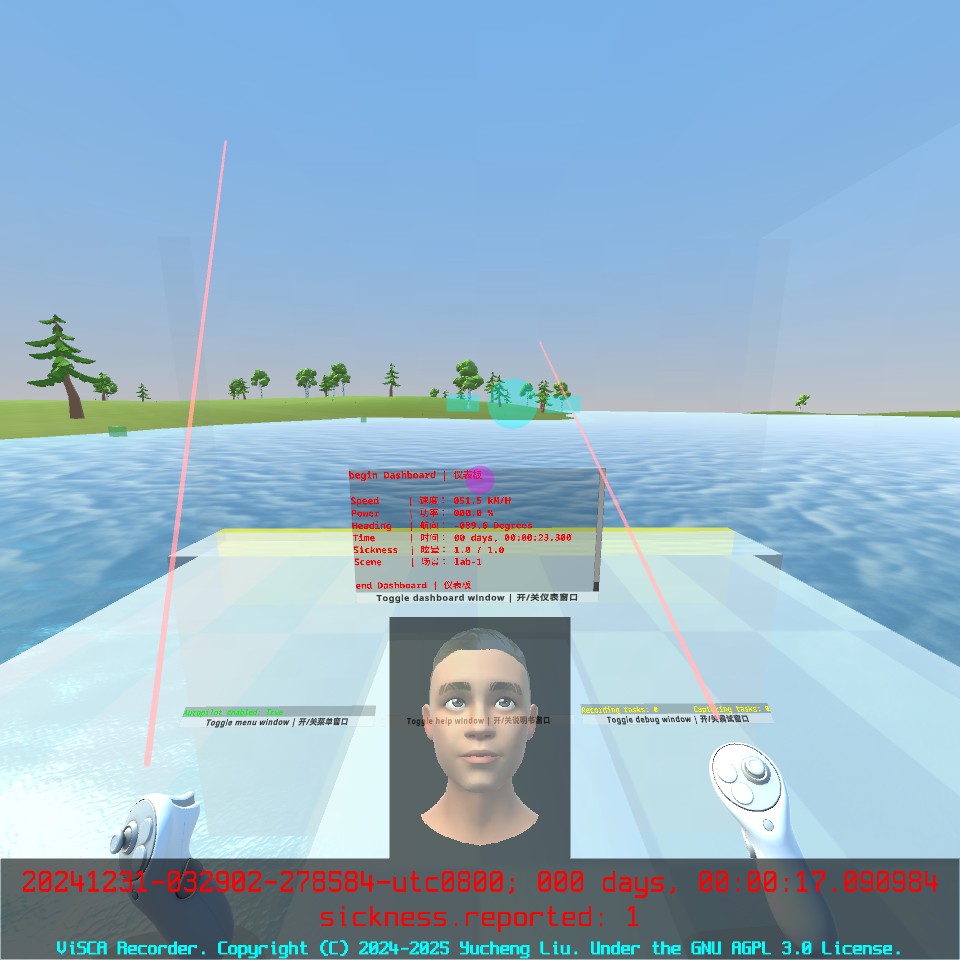 begin Dashboard | 仪表板
Speed | 速度: 051.5 kM/H
Power | 功率: 000.0 %
Heading | 航向: -089.6 Degrees
Time | 时间: 00 days, 00:00:23.300
Sickness | 眩晕: 1.0 / 1.0
Scene | 场景: lab-1
end Dashboard | 仪表板
Toggle dashboard window | 开/关仪表窗口
Autopilot enabled: True
Toggle menu window | 开/关菜单窗口
Toggle help window | 开/关说明书窗口
Recording tasks: 0 Capturing tasks: 0
Toggle debug window | 开/关调试窗口
20241231-032902-278584-utc0800; 000 days, 00:00:17.090984
sickness.reported: 1
ViSCA Recorder. Copyright (C) 2024-2025 Yucheng Liu. Under the GNU AGPL 3.0 License.